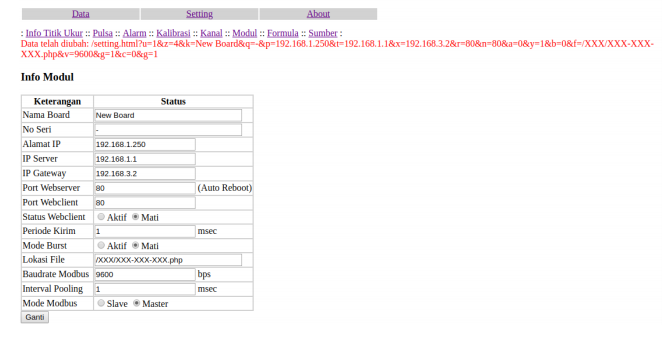 Data Setting About
: Info Titik Ukur :: Pulsa :: Alarm :: Kalibrasi :: Kanal :: Modul :: Formula :: Sumber :
Data telah diubah: /setting.html?u=1&z=4&k=New Board&q=-&p=192.168.1.250&t=192.168.1.1&x=192.168.3.2&r=80&n=80&a=0&y=1&b=0&f=/XXX/XXX-XXX-
XXX.php&v=9600&g=1&c=0&g=1
Info Modul
Keterangan Status
Nama Board New Board
No Seri -
Alamat IP 192.168.1.250
IP Server 192.168.1.1
IP Gateway 192.168.3.2
Port Webserver 80 (Auto Reboot)
Port Webclient 80
Status Webclient Aktif Mati
Periode Kirim 1 msec
Mode Burst Aktif Mati
Lokasi File /XXX/XXX-XXX-XXX.php
Baudrate Modbus 9600 bps
Interval Pooling 1 msec
Mode Modbus Slave Master
Ganti